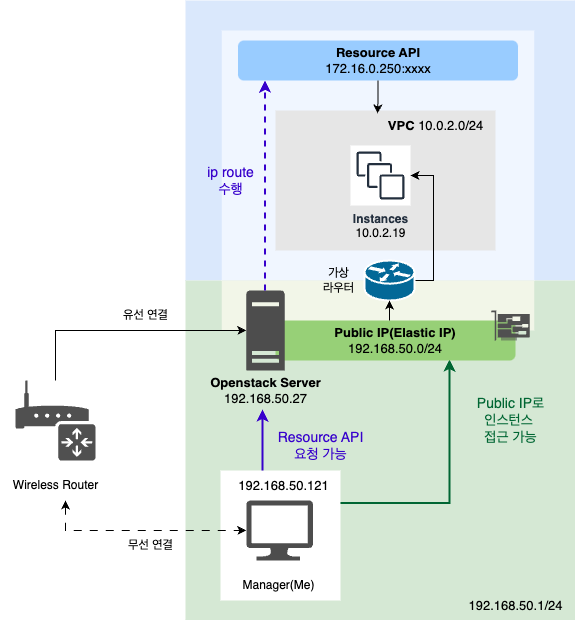 Resource API
172.16.0.250:xxxx
VPC 10.0.2.0/24
ip route
수행
Instances
10.0.2.19
가상
라우터
유선 연결
Public IP(Elastic IP)
192.168.50.0/24
Openstack Server
192.168.50.27
Public IP로
인스턴스
접근 가능
Resource API
요청 가능
Wireless Router
192.168.50.121
무선 연결
Manager(Me)
192.168.50.1/24